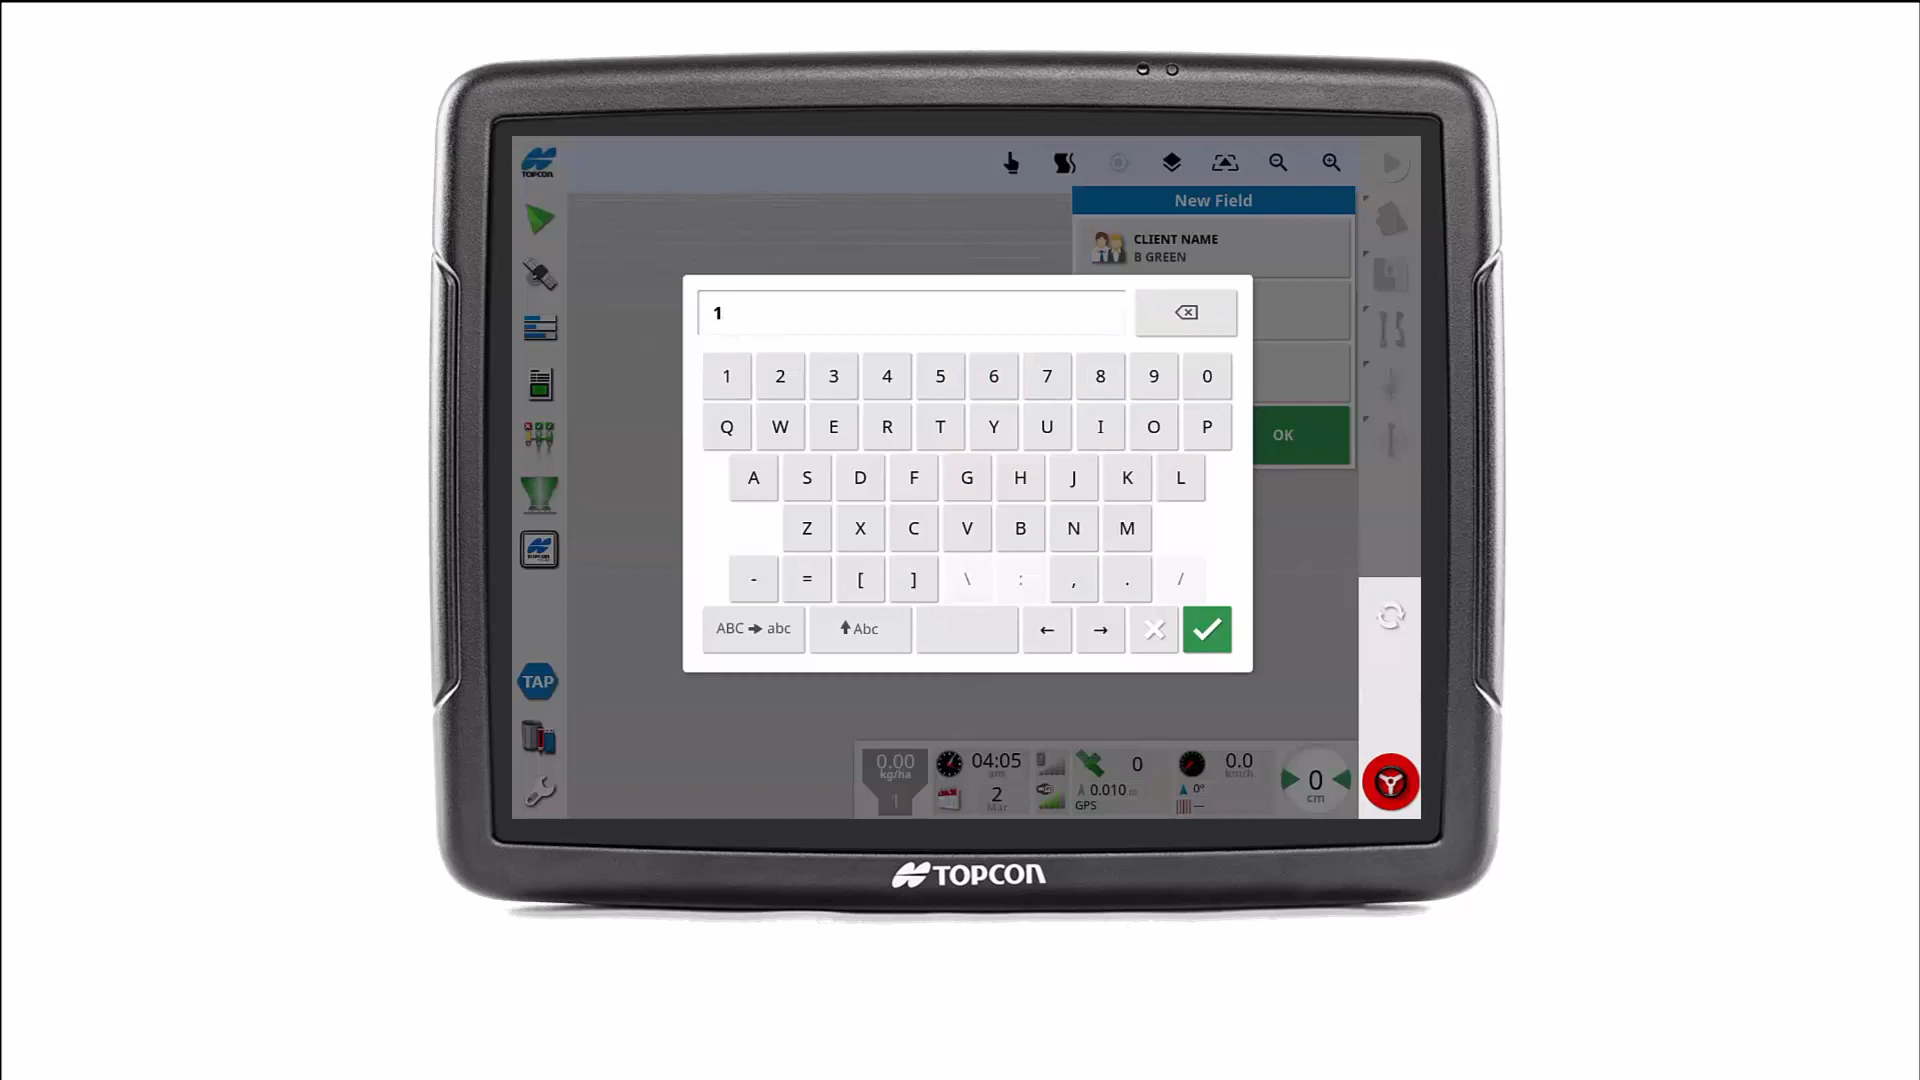 TOPCON
New Field
CLIENT NAME
B GREEN
1
1 2 3 4 5 6 7 8 9 0
Q W E R T Y U I O P
OK
A S D F G H J K L
Z X C V B N M
- = [ ] \ : , . /
ABC → abc
Abc
← →
TAP
0.00
kg/ha
1
04:05
am
2
Mar
0
0.010 m
GPS
0.0
km/h
0°
---
0
cm
TOPCON